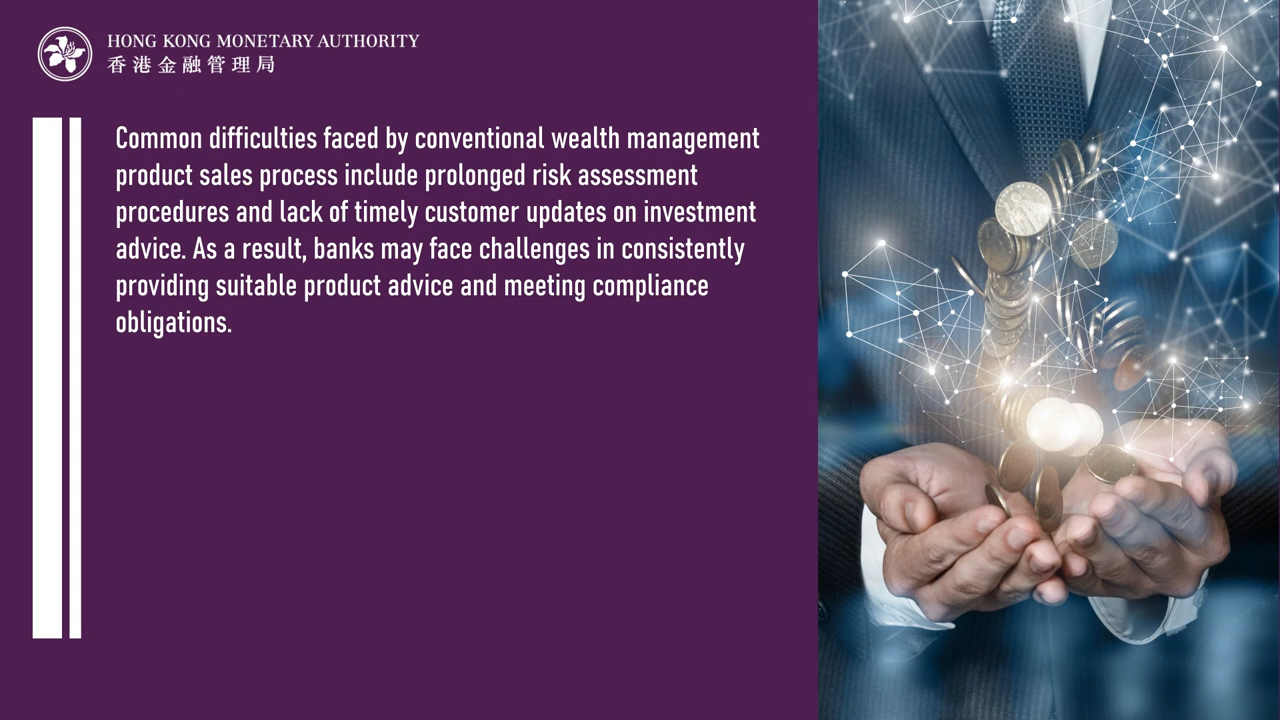 HONG KONG MONETARY AUTHORITY
香港金融管理局
Common difficulties faced by conventional wealth management
product sales process include prolonged risk assessment
procedures and lack of timely customer updates on investment
advice. As a result, banks may face challenges in consistently
providing suitable product advice and meeting compliance
obligations.